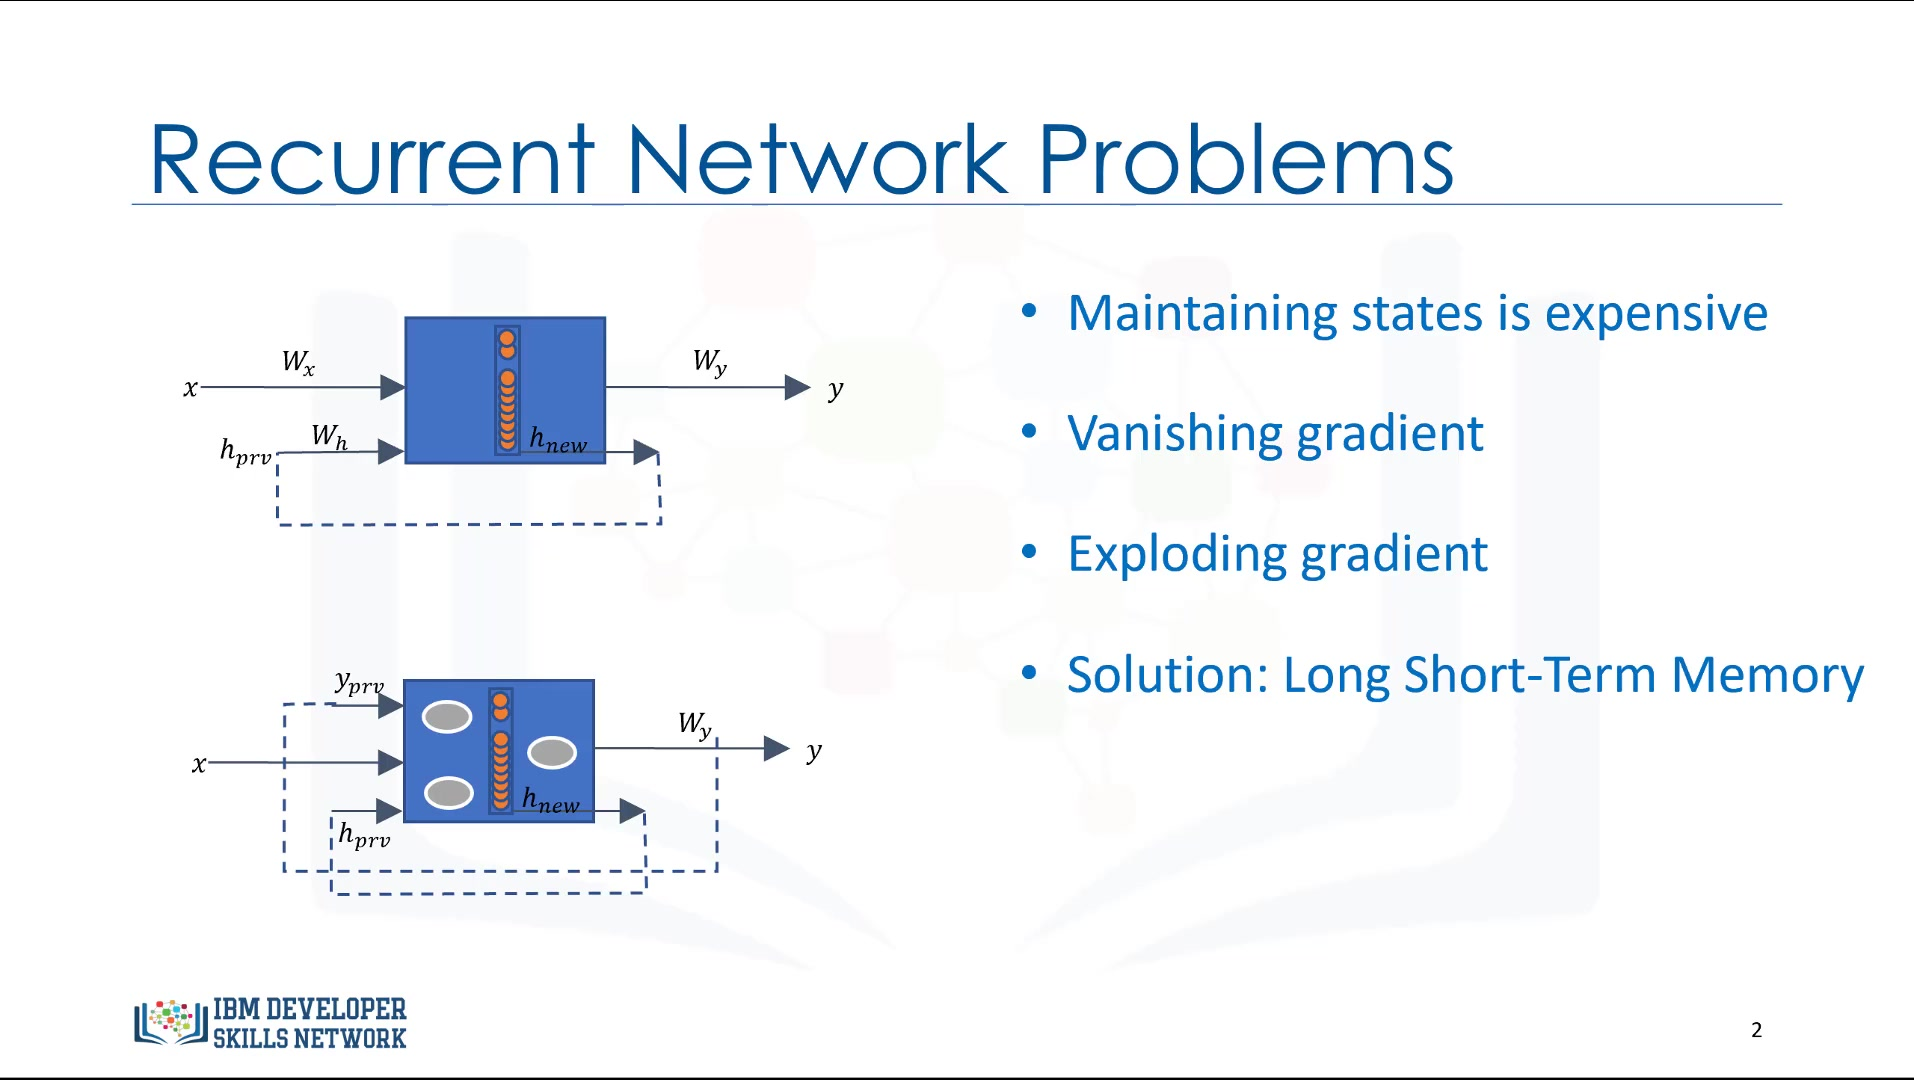 Recurrent Network Problems
W_x
W_y
x
y
h_prv
W_h
h_new
• Maintaining states is expensive
• Vanishing gradient
• Exploding gradient
• Solution: Long Short-Term Memory
y_prv
W_y
x
y
h_new
h_prv
IBM DEVELOPER
SKILLS NETWORK
2